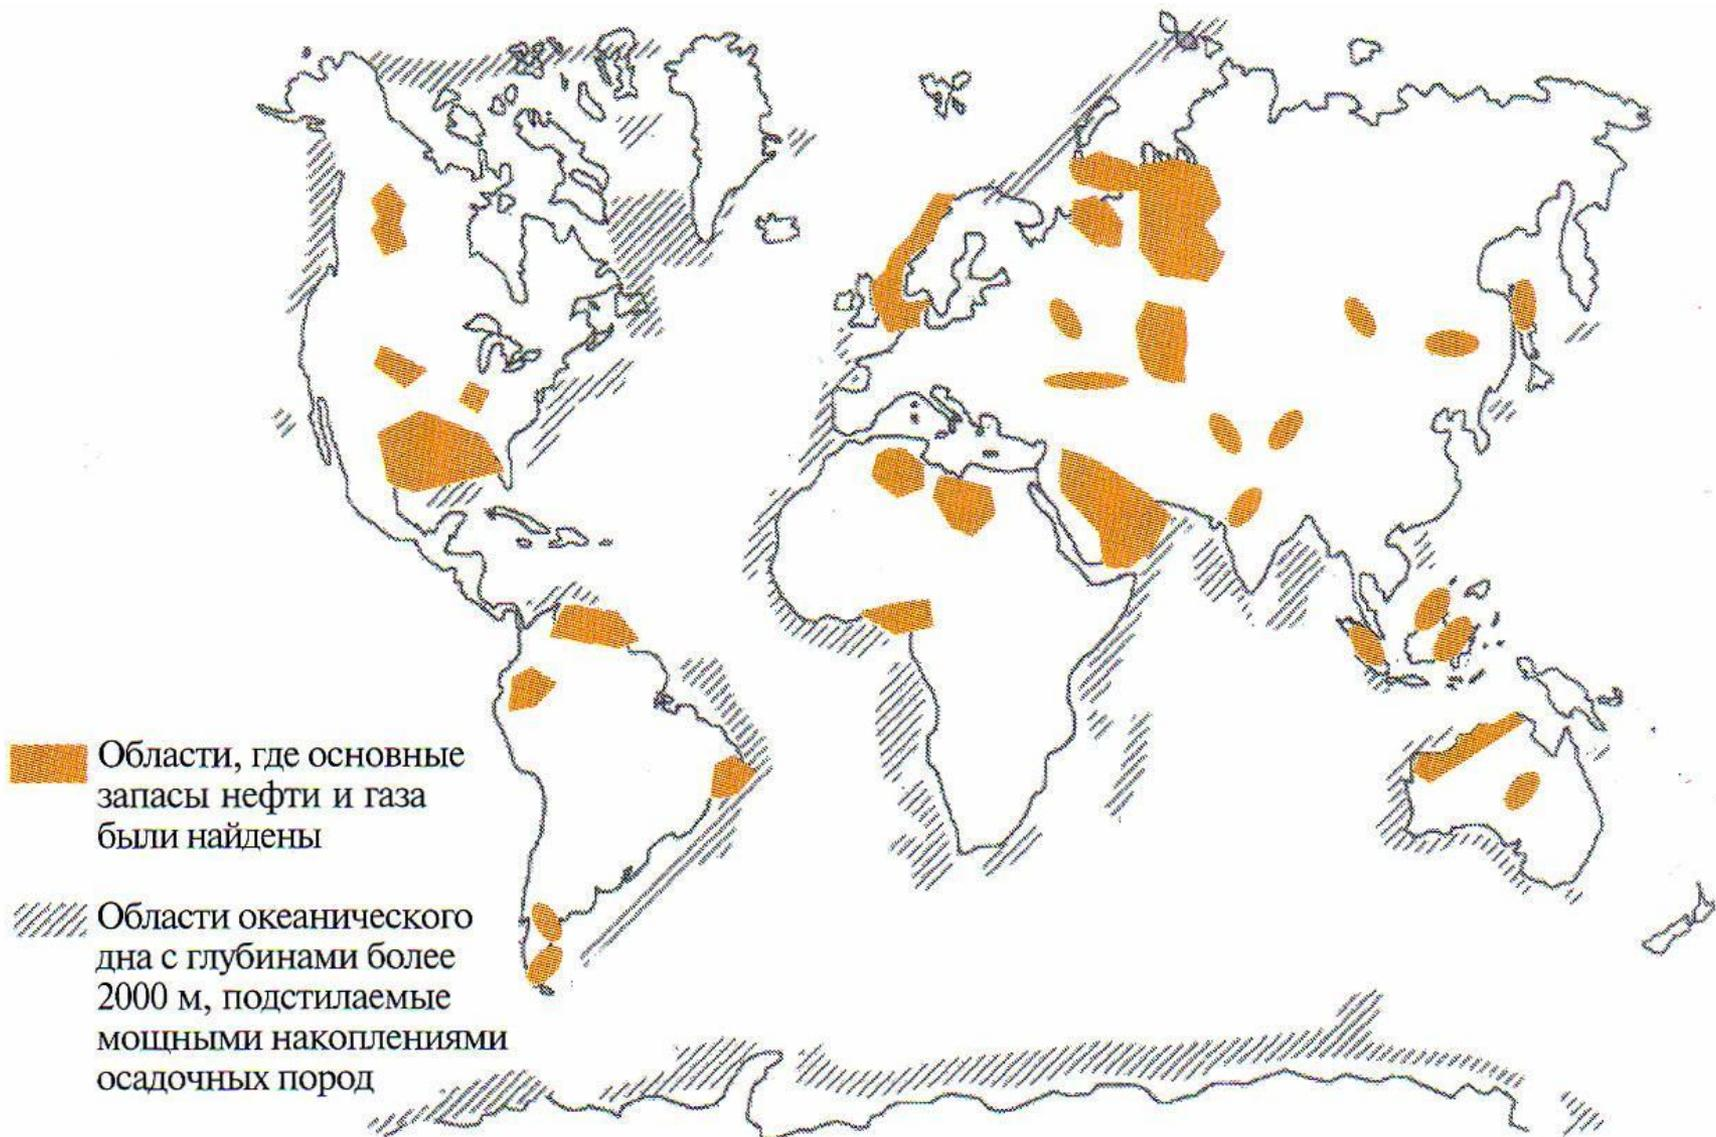 Области, где основные
запасы нефти и газа
были найдены
Области океанического
дна с глубинами более
2000 м, подстилаемые
мощными накоплениями
осадочных пород